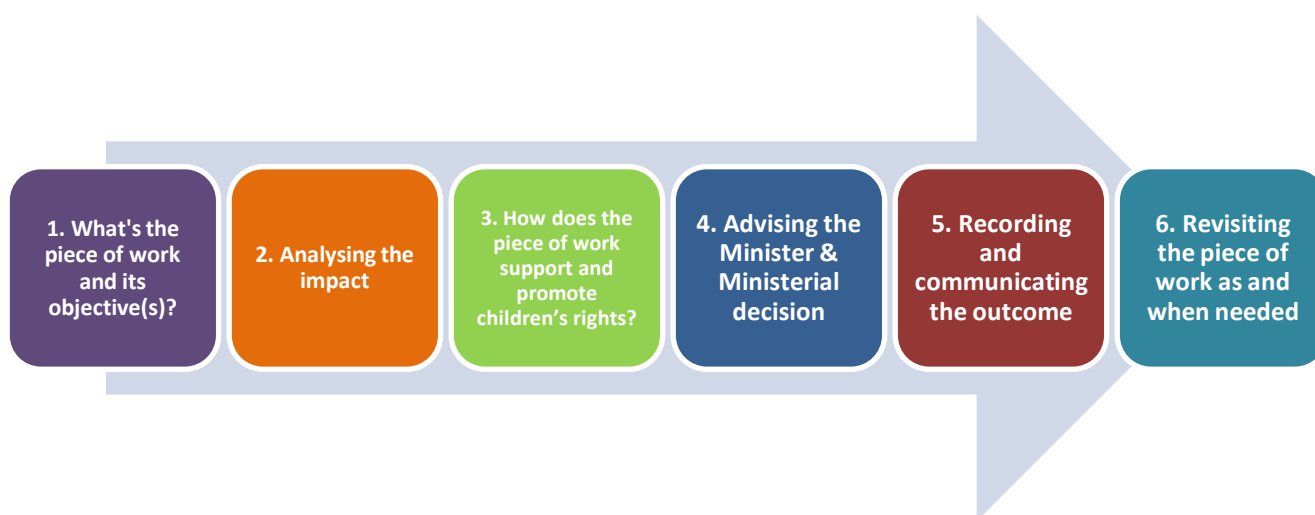 1. What's the
piece of work
and its
objective(s)?
2. Analysing the
impact
3. How does the
piece of work
support and
promote
children’s rights?
4. Advising the
Minister &
Ministerial
decision
5. Recording
and
communicating
the outcome
6. Revisiting
the piece of
work as and
when needed